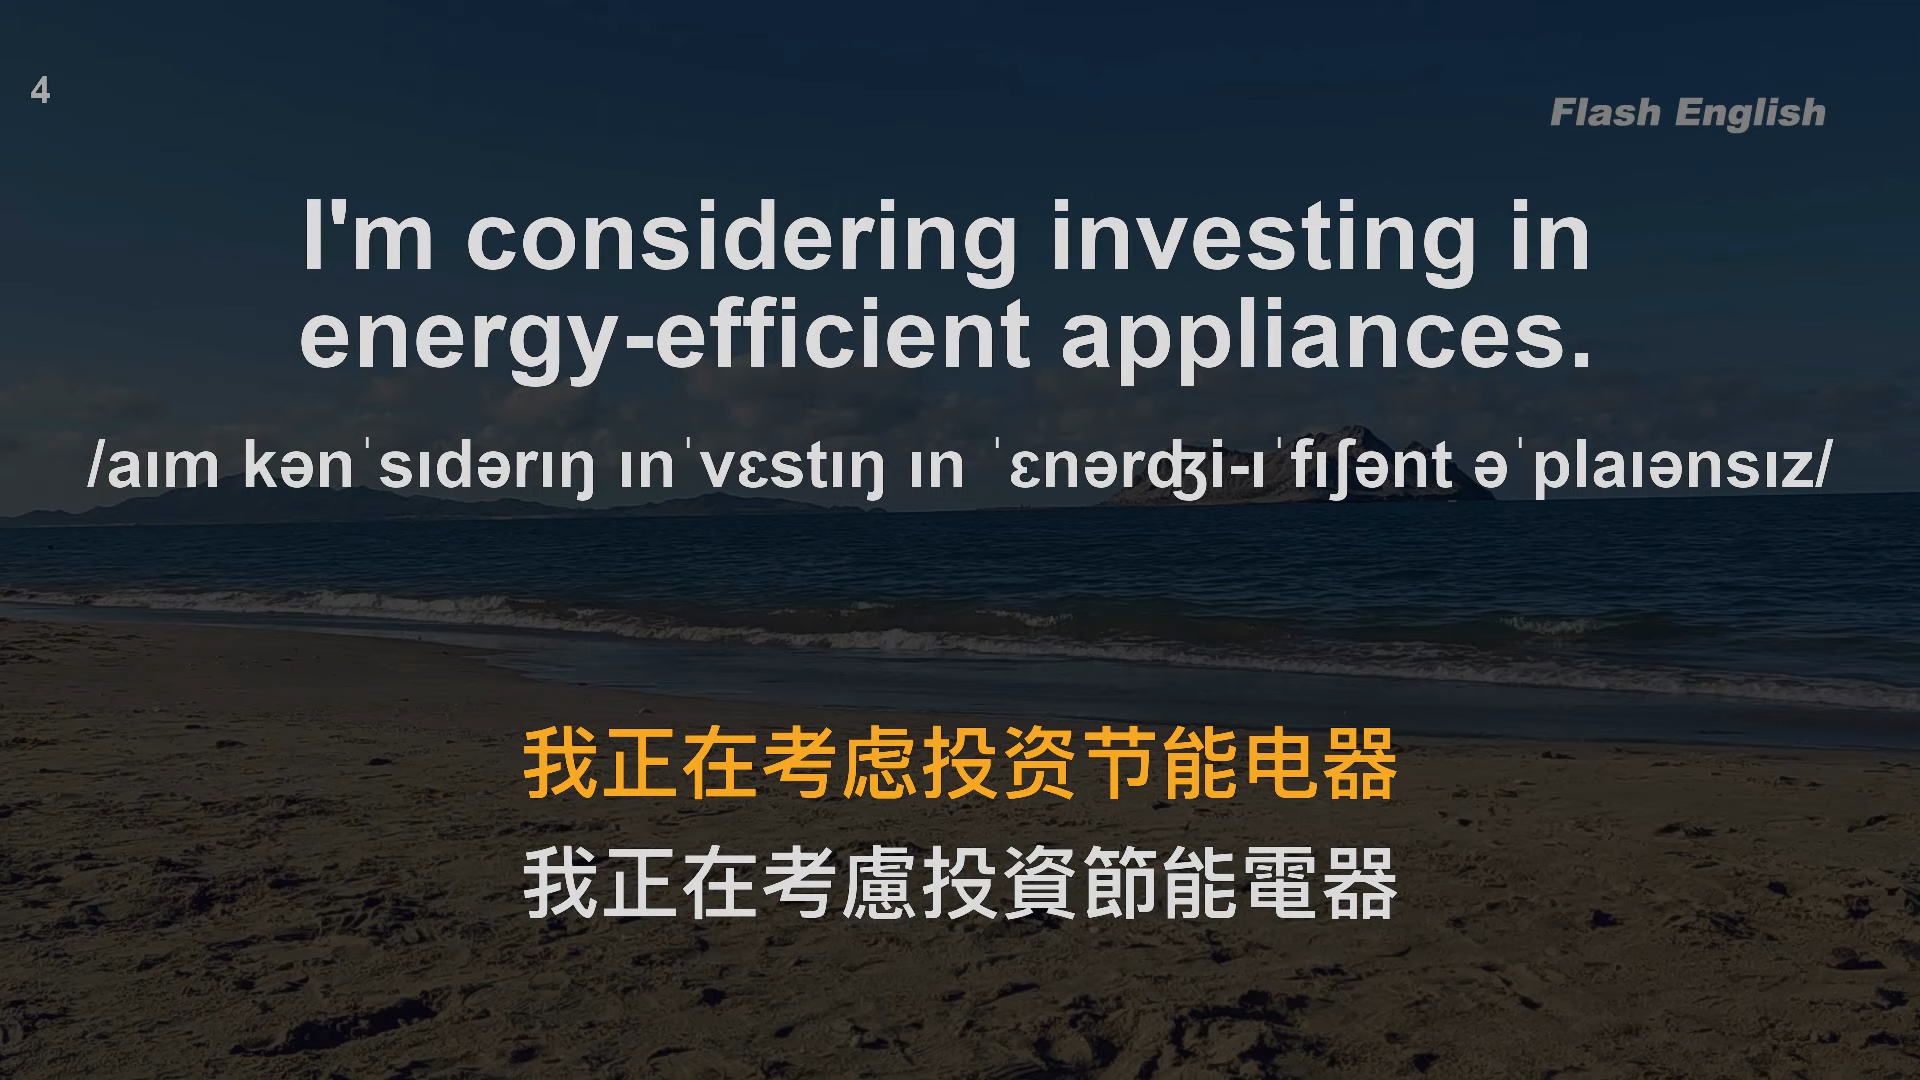 4
Flash English
I'm considering investing in
energy-efficient appliances.
/aɪm kənˈsɪdərɪŋ ɪnˈvɛstɪŋ ɪn ˈɛnərʤi-ɪˈfɪʃənt əˈplaɪənsɪz/
我正在考虑投资节能电器
我正在考慮投資節能電器